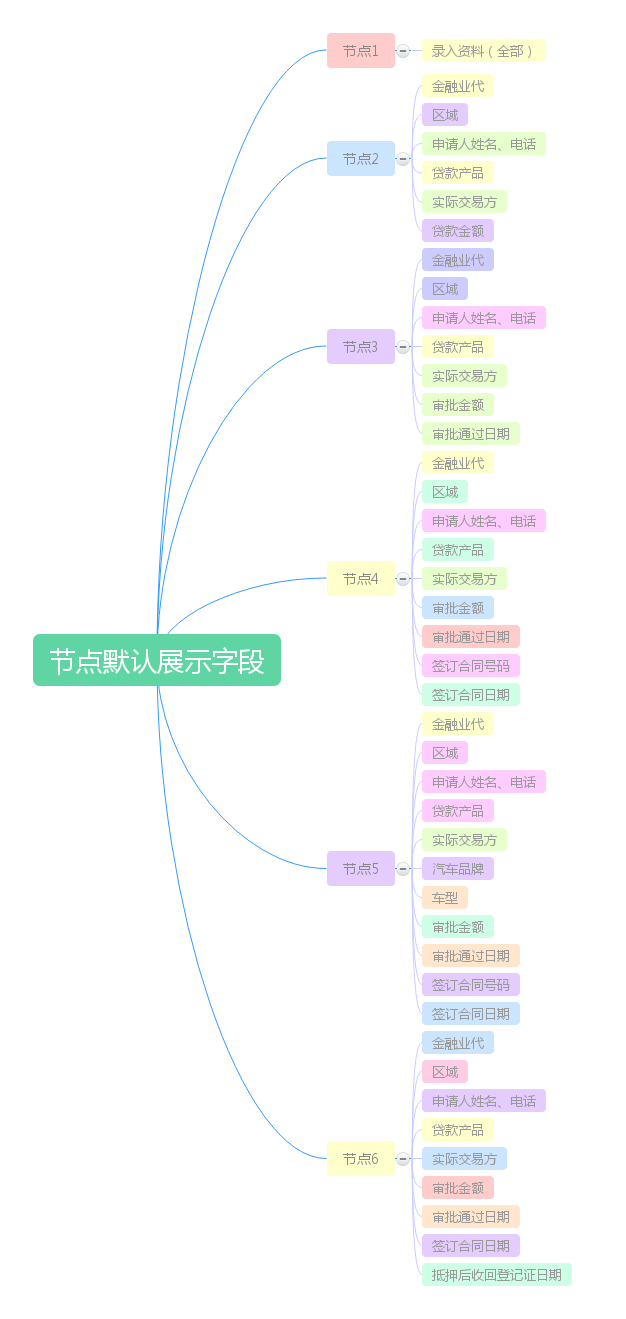 节点默认展示字段
节点1
录入资料（全部）
节点2
金融业代
区域
申请人姓名、电话
贷款产品
实际交易方
贷款金额
节点3
金融业代
区域
申请人姓名、电话
贷款产品
实际交易方
审批金额
审批通过日期
节点4
金融业代
区域
申请人姓名、电话
贷款产品
实际交易方
审批金额
审批通过日期
签订合同号码
签订合同日期
节点5
金融业代
区域
申请人姓名、电话
贷款产品
实际交易方
汽车品牌
车型
审批金额
审批通过日期
签订合同号码
签订合同日期
节点6
金融业代
区域
申请人姓名、电话
贷款产品
实际交易方
审批金额
审批通过日期
签订合同日期
抵押后收回登记证日期